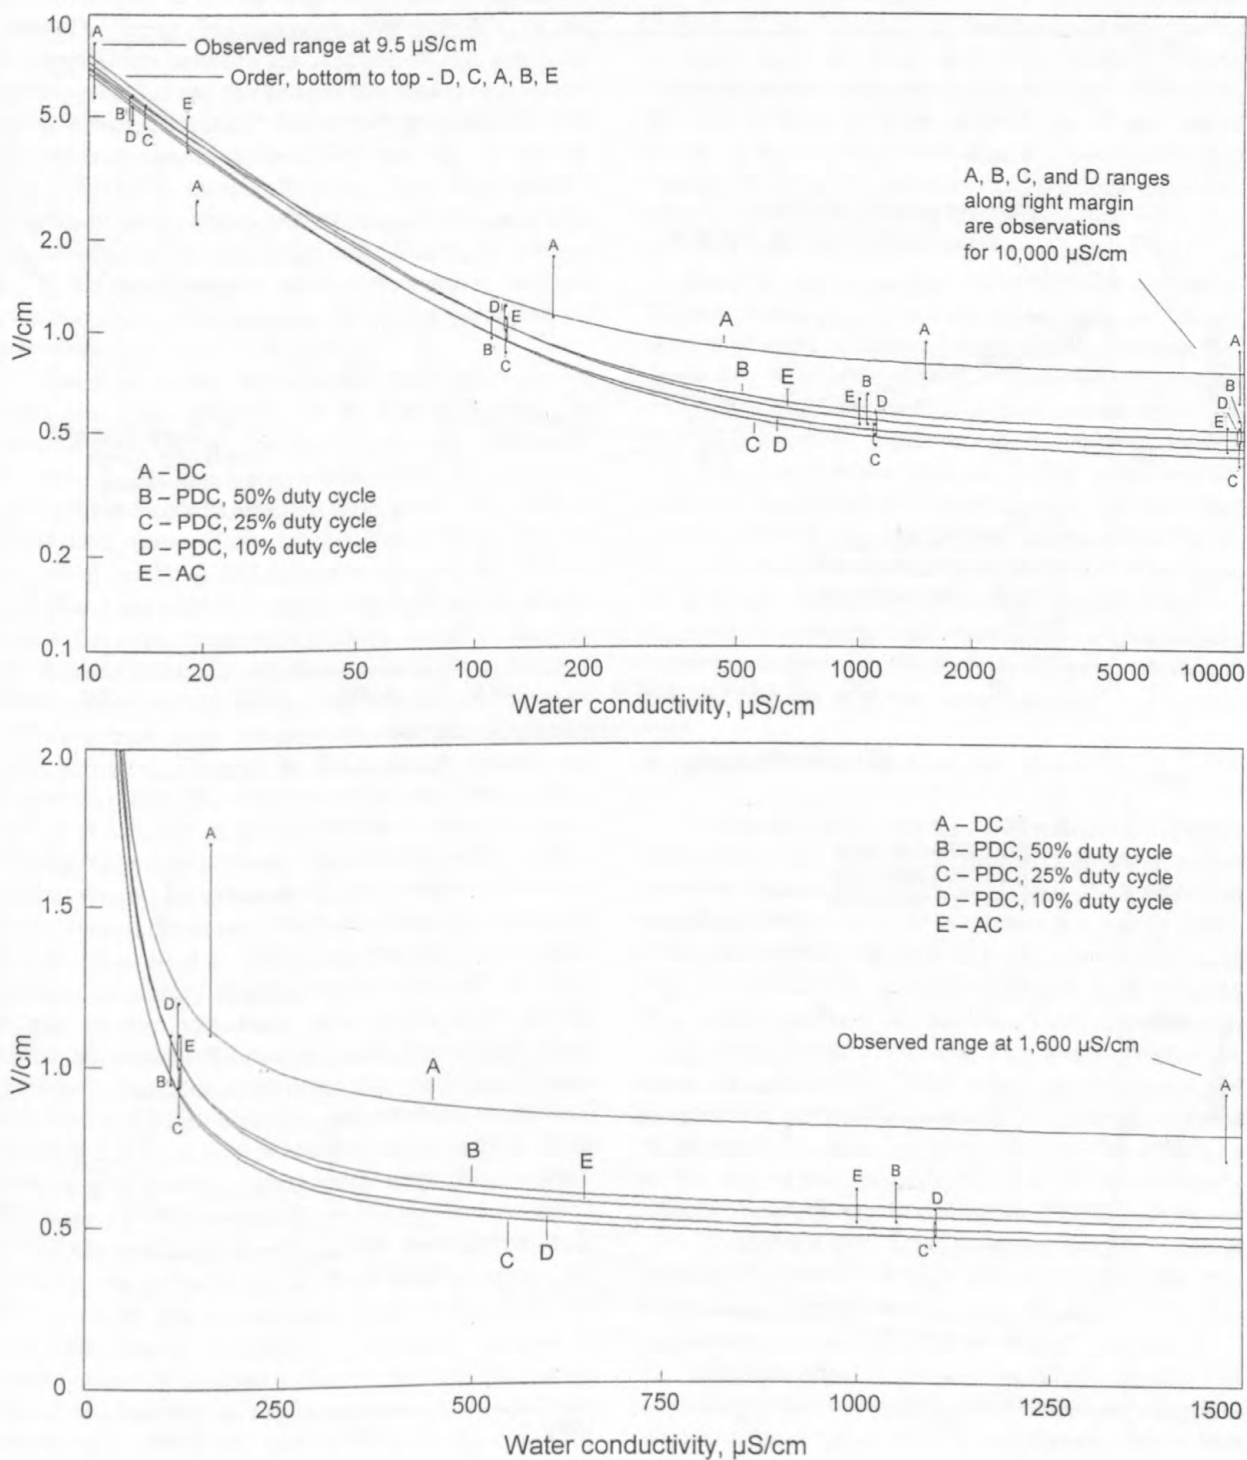 10
A
Observed range at 9.5 µS/cm
Order, bottom to top - D, C, A, B, E
5.0
B
D
C
E
A
A, B, C, and D ranges
along right margin
are observations
for 10,000 µS/cm
2.0
A
V/cm
1.0
D
E
B
C
A
A
A
B
E
E
B
D
B
D
E
0.5
C
D
C
C
A – DC
B – PDC, 50% duty cycle
C – PDC, 25% duty cycle
D – PDC, 10% duty cycle
E – AC
0.2
0.1
10
20
50
100
200
500
1000
2000
5000
10000
Water conductivity, µS/cm
2.0
A
A – DC
B – PDC, 50% duty cycle
C – PDC, 25% duty cycle
D – PDC, 10% duty cycle
E – AC
1.5
D
E
Observed range at 1,600 µS/cm
V/cm
1.0
B
A
A
C
B
E
E
B
D
0.5
C
D
C
0
0
250
500
750
1000
1250
1500
Water conductivity, µS/cm